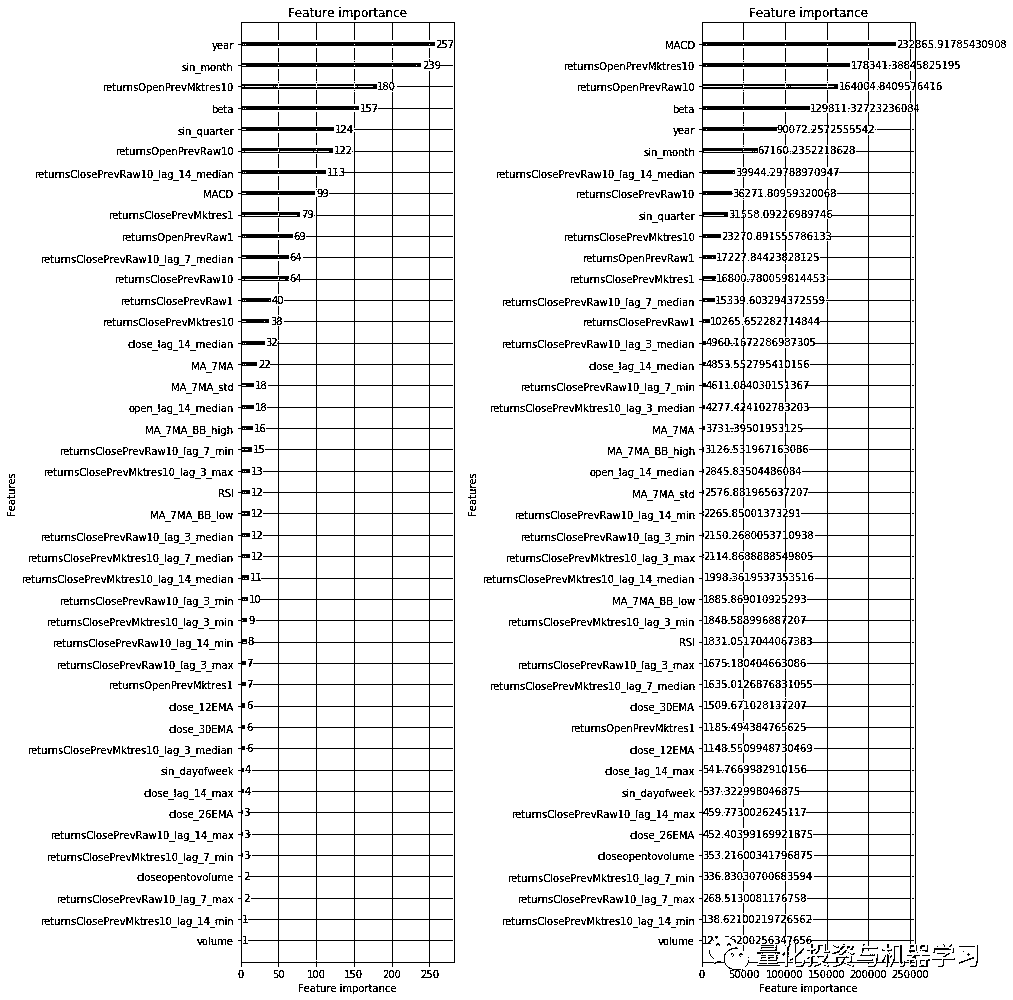 Feature importance
year 257
sin_month 239
returnsOpenPrevMktres10 180
beta 157
sin_quarter 124
returnsOpenPrevRaw10 122
returnsClosePrevRaw10_lag_14_median 113
MACD 99
returnsClosePrevMktres1 79
returnsOpenPrevRaw1 69
returnsClosePrevRaw10_lag_7_median 64
returnsClosePrevRaw10 64
returnsClosePrevRaw1 40
returnsClosePrevMktres10 38
close_lag_14_median 32
MA_7MA 22
MA_7MA_std 18
open_lag_14_median 18
MA_7MA_BB_high 16
returnsClosePrevRaw10_lag_7_min 15
returnsClosePrevMktres10_lag_3_max 13
RSI 12
MA_7MA_BB_low 12
returnsClosePrevRaw10_lag_3_median 12
returnsClosePrevMktres10_lag_7_median 12
returnsClosePrevMktres10_lag_14_median 11
returnsClosePrevRaw10_lag_3_min 10
returnsClosePrevMktres10_lag_3_min 9
returnsClosePrevRaw10_lag_14_min 8
returnsClosePrevRaw10_lag_3_max 7
returnsOpenPrevMktres1 7
close_12EMA 6
close_30EMA 6
returnsClosePrevMktres10_lag_3_median 6
sin_dayofweek 4
close_lag_14_max 4
close_26EMA 3
returnsClosePrevRaw10_lag_14_max 3
returnsClosePrevMktres10_lag_7_min 3
closeopentovolume 2
returnsClosePrevRaw10_lag_7_max 2
returnsClosePrevMktres10_lag_14_min 1
volume 1
0 50 100 150 200 250
Feature importance
Features
Feature importance
MACD 232865.91785430908
returnsOpenPrevMktres10 178341.38845825195
returnsOpenPrevRaw10 164004.8409576416
beta 129811.32723236084
year 90072.2572555542
sin_month 67160.2352218628
returnsClosePrevRaw10_lag_14_median 39944.29788970947
returnsClosePrevRaw10 36271.80959320068
sin_quarter 31558.09226989746
returnsClosePrevMktres10 23270.891555786133
returnsOpenPrevRaw1 17227.84423828125
returnsClosePrevMktres1 16800.780059814453
returnsClosePrevRaw10_lag_7_median 15339.603294372559
returnsClosePrevRaw1 10265.652282714844
returnsClosePrevRaw10_lag_3_median 4960.1672286987305
close_lag_14_median 4853.552795410156
returnsClosePrevRaw10_lag_7_min 4611.084030151367
returnsClosePrevMktres10_lag_3_median 4277.424102783203
MA_7MA 3731.39501953125
MA_7MA_BB_high 3126.531967163086
open_lag_14_median 2845.83504486084
MA_7MA_std 2576.881965637207
returnsClosePrevRaw10_lag_14_min 2265.85001373291
returnsClosePrevRaw10_lag_3_min 2150.2680053710938
returnsClosePrevMktres10_lag_3_max 2114.8688888549805
returnsClosePrevMktres10_lag_14_median 1998.3619537353516
MA_7MA_BB_low 1885.869010925293
returnsClosePrevMktres10_lag_3_min 1848.588996887207
RSI 1831.0517044067383
returnsClosePrevRaw10_lag_3_max 1675.180404663086
returnsClosePrevMktres10_lag_7_median 1635.0126876831055
close_30EMA 1509.671028137207
returnsOpenPrevMktres1 1185.494384765625
close_12EMA 1148.5509948730469
close_lag_14_max 541.7669982910156
sin_dayofweek 537.322998046875
returnsClosePrevRaw10_lag_14_max 459.7730026245117
close_26EMA 452.40399169921875
closeopentovolume 353.21600341796875
returnsClosePrevMktres10_lag_7_min 336.83030700683594
returnsClosePrevRaw10_lag_7_max 268.5130081176758
returnsClosePrevMktres10_lag_14_min 138.62100219726562
volume
0 50000 100000 150000 200000 250000
Feature importance
Features
量化投资与机器学习